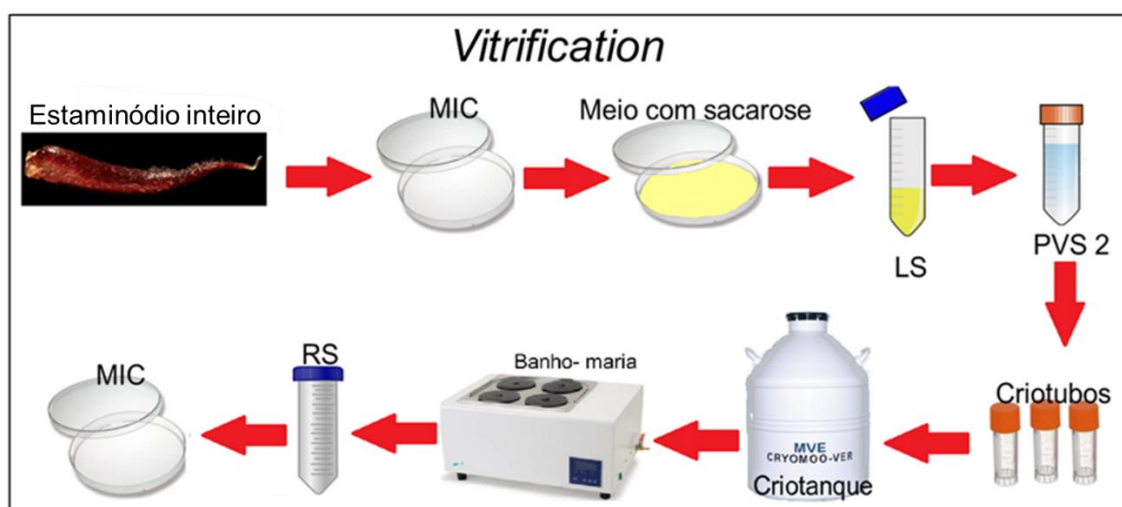 Vitrification
Estaminódio inteiro
MIC
Meio com sacarose
LS
PVS 2
Criotubos
MVE
CRYOMOO-VER
Criotanque
Banho- maria
RS
MIC